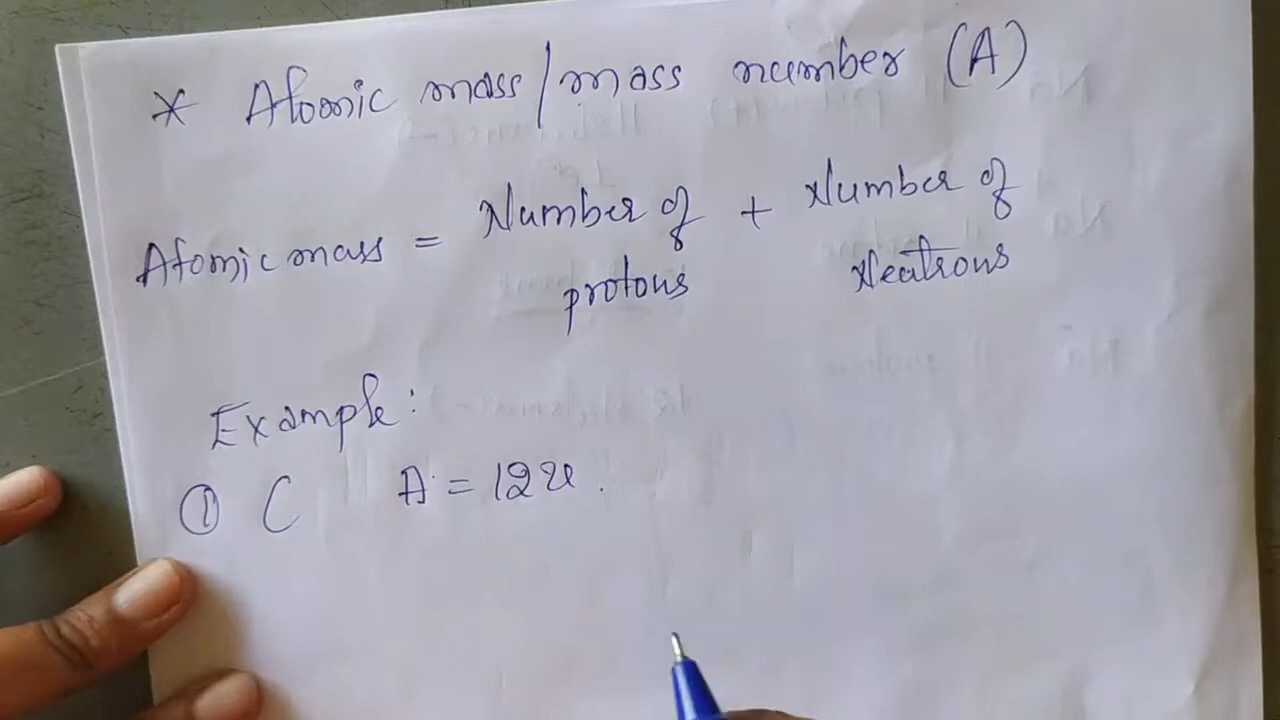 * Atomic mass/mass number (A)
Atomic mass = Number of protons + Number of Neutrons
Example:
① C A = 12u.